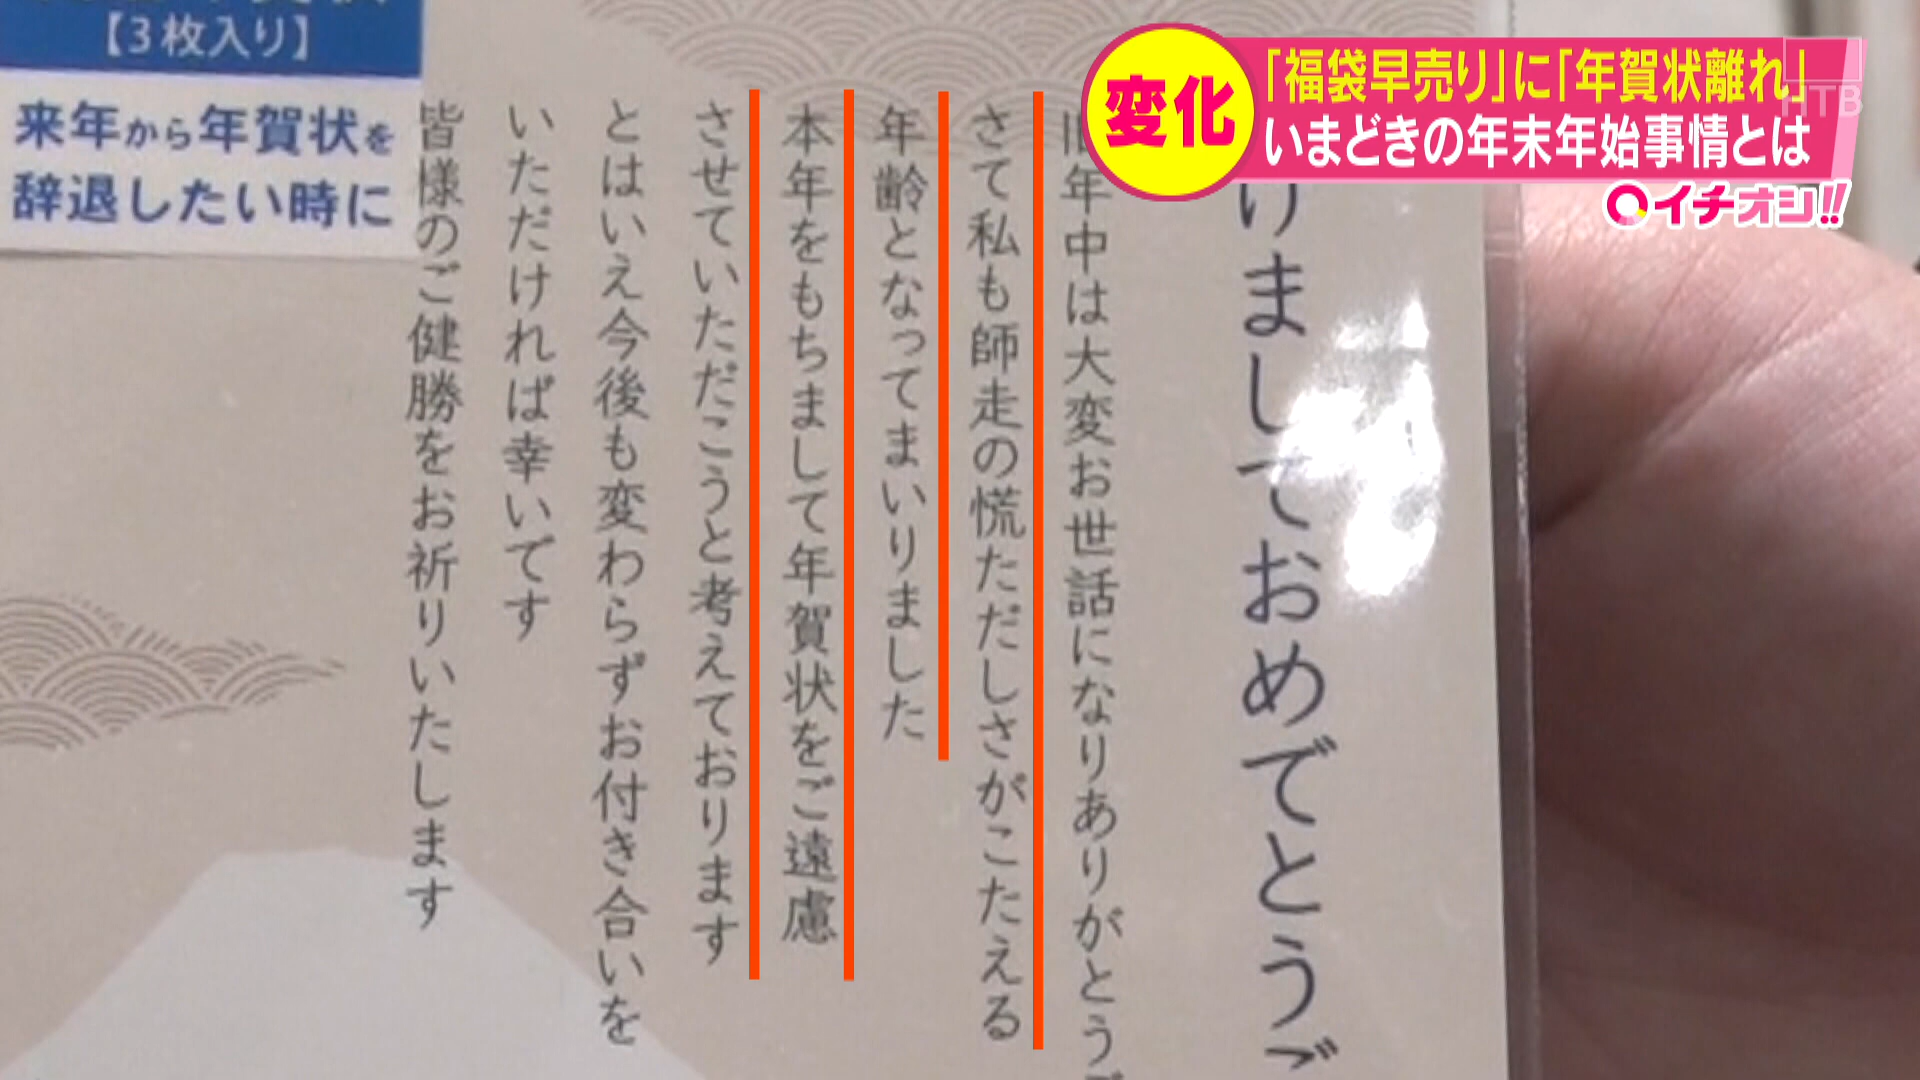 【3枚入り】
来年から年賀状を
辞退したい時に
変化
「福袋早売り」に「年賀状離れ」
いまどきの年末年始事情とは
イチオシ!!
HTB
けましておめでとうご
旧年中は大変お世話になりありがとうご
さて私も師走の慌ただしさがこたえる
年齢となってまいりました
本年をもちまして年賀状をご遠慮
させていただこうと考えております
とはいえ今後も変わらずお付き合いを
いただければ幸いです
皆様のご健勝をお祈りいたします